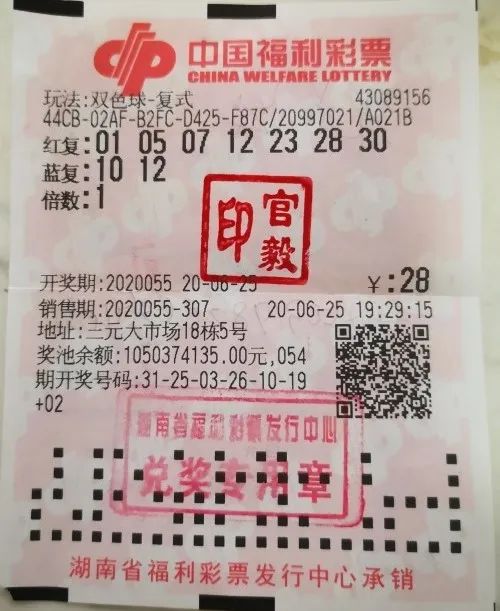 中国福利彩票
CHINA WELFARE LOTTERY
玩法:双色球-复式 43089156
44CB-02AF-B2FC-D425-F87C/20997021/A021B
红复:01 05 07 12 23 28 30
蓝复:10 12
倍数:1
官毅印
开奖期:2020055 20-06-25 ￥:28
销售期:2020055-307 20-06-25 19:29:15
地址:三元大市场18栋5号
奖池余额:1050374135.00元,054
期开奖号码:31-25-03-26-10-19
+02
湖南省福利彩票发行中心
兑奖专用章
湖南省福利彩票发行中心承销